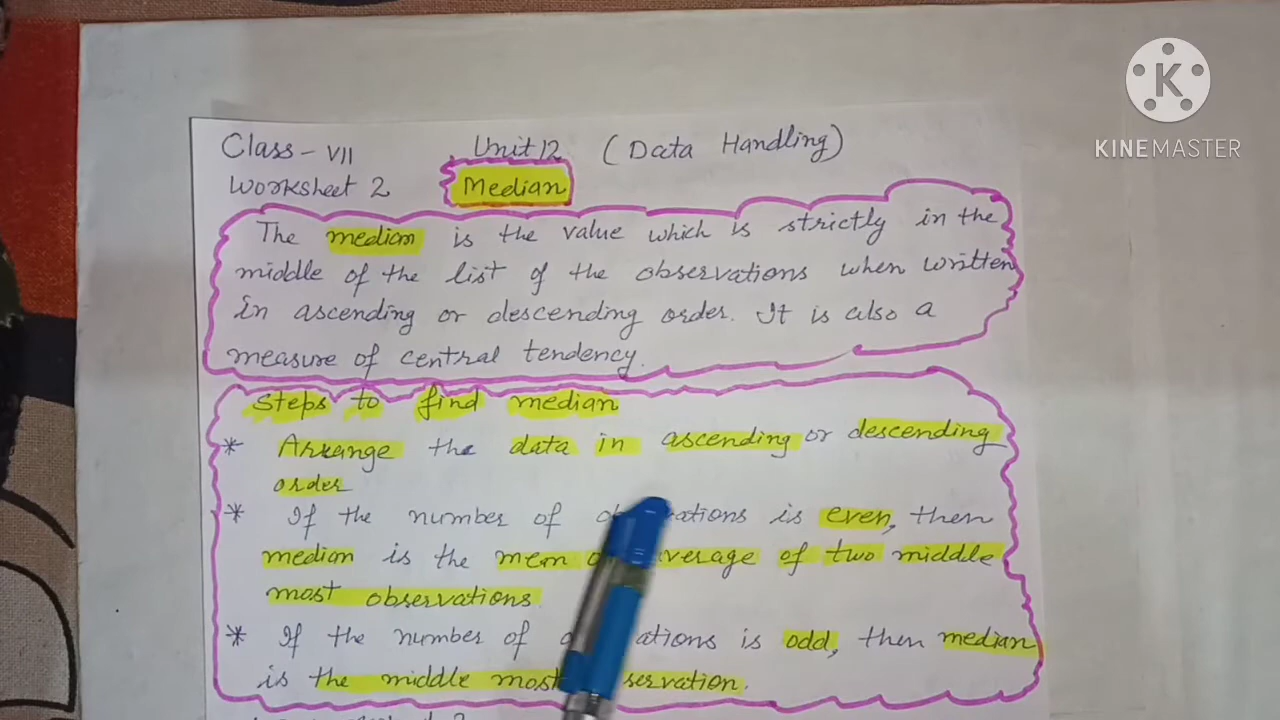 Class - VII Unit 12 (Data Handling)
Worksheet 2 Median
The median is the value which is strictly in the
middle of the list of the observations when written
in ascending or descending order. It is also a
measure of central tendency.
Steps to find median
* Arrange the data in ascending or descending
order
* If the number of ations is even, then
median is the mean average of two middle
most observations.
* If the number of ations is odd, then median
is the middle most servation.
K
KINEMASTER